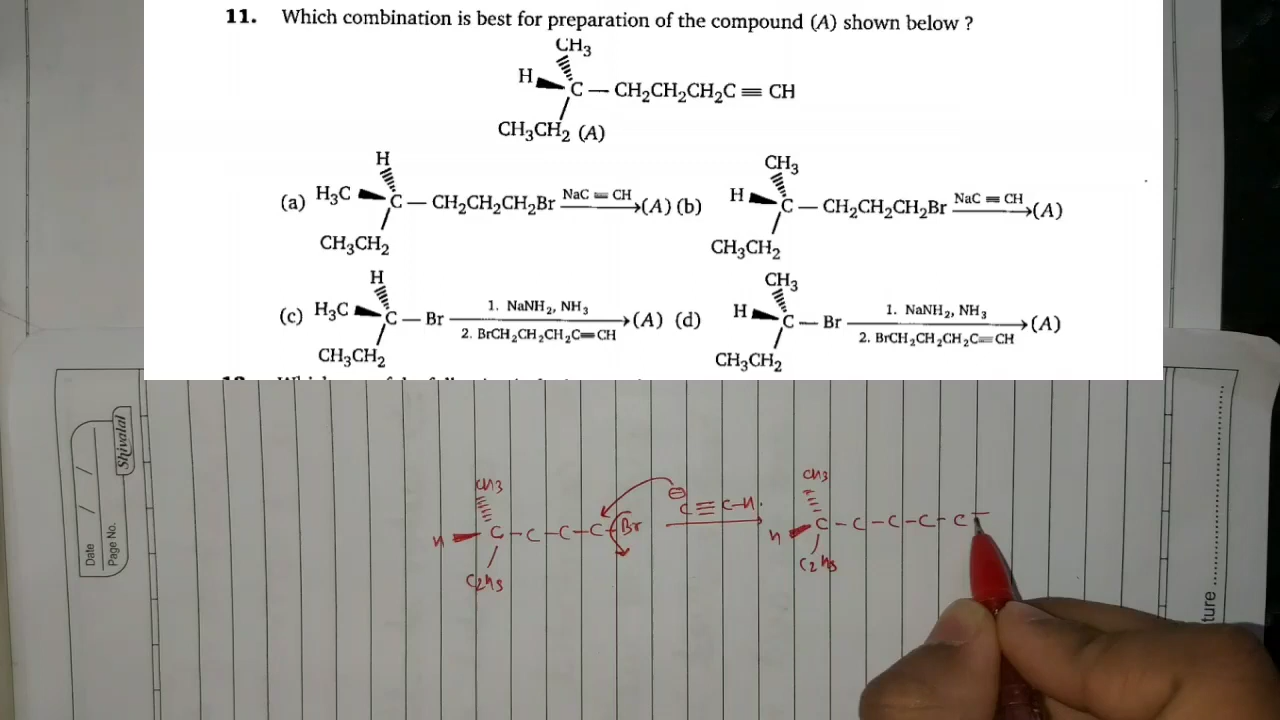 11. Which combination is best for preparation of the compound (A) shown below ?
CH3
H
C — CH2CH2CH2C ≡ CH
CH3CH2 (A)
H
(a) H3C C — CH2CH2CH2Br NaC ≡ CH → (A)
CH3CH2
CH3
(b) H C — CH2CH2CH2Br NaC ≡ CH → (A)
CH3CH2
H
(c) H3C C — Br 1. NaNH2, NH3 → (A)
2. BrCH2CH2CH2C≡CH
CH3CH2
CH3
(d) H C — Br 1. NaNH2, NH3 → (A)
2. BrCH2CH2CH2C≡CH
CH3CH2
Date / /
Page No.
Shivalal
CH3
H C-C-C-C-Br
C2H5
⊖
C≡C-H.
CH3
H C-C-C-C-C
C2H5
ture